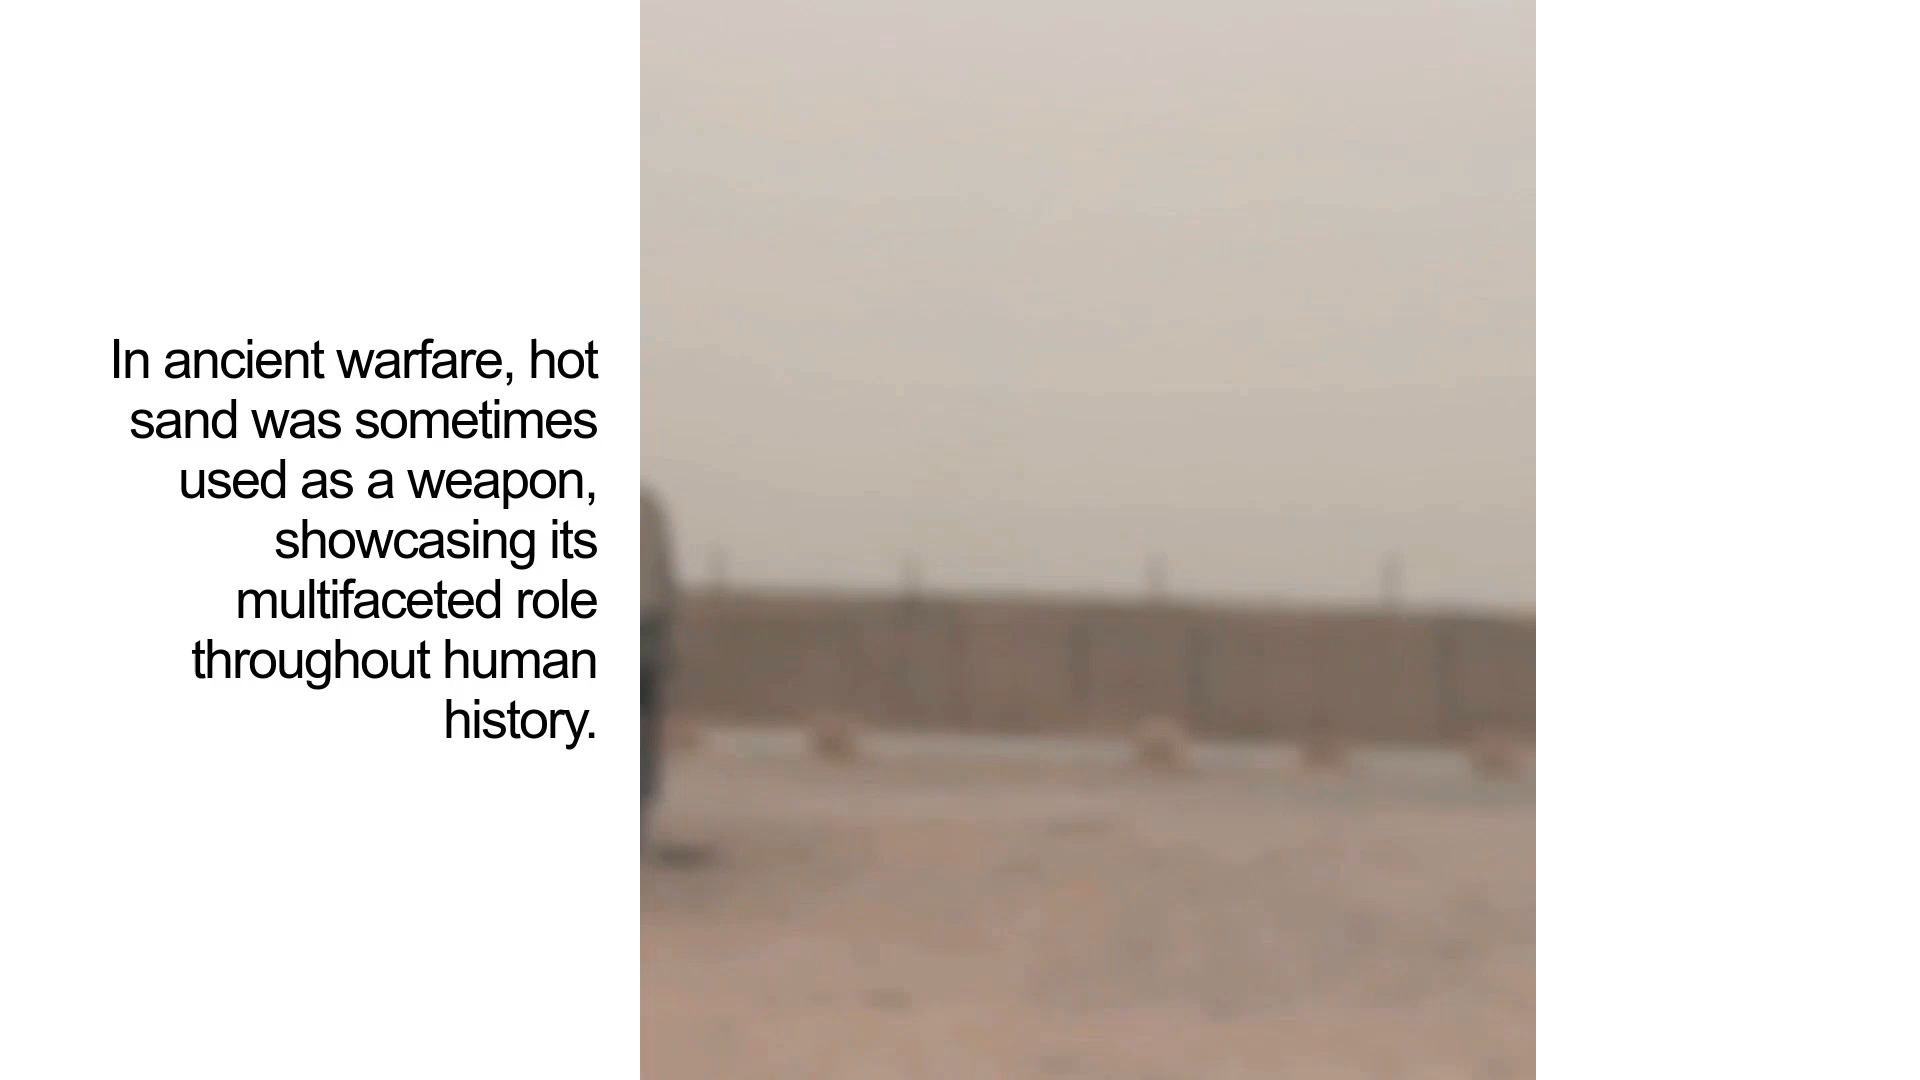 In ancient warfare, hot
sand was sometimes
used as a weapon,
showcasing its
multifaceted role
throughout human
history.